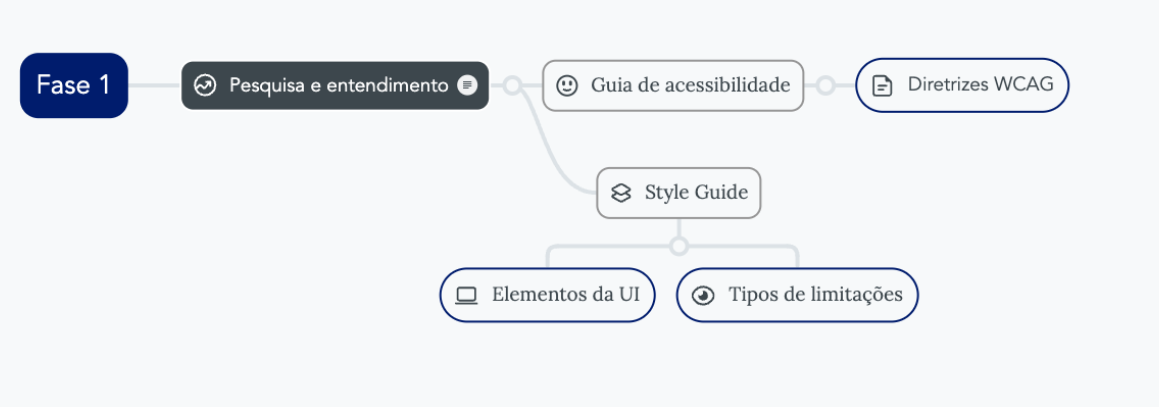 Fase 1
Pesquisa e entendimento
Guia de acessibilidade
Diretrizes WCAG
Style Guide
Elementos da UI
Tipos de limitações